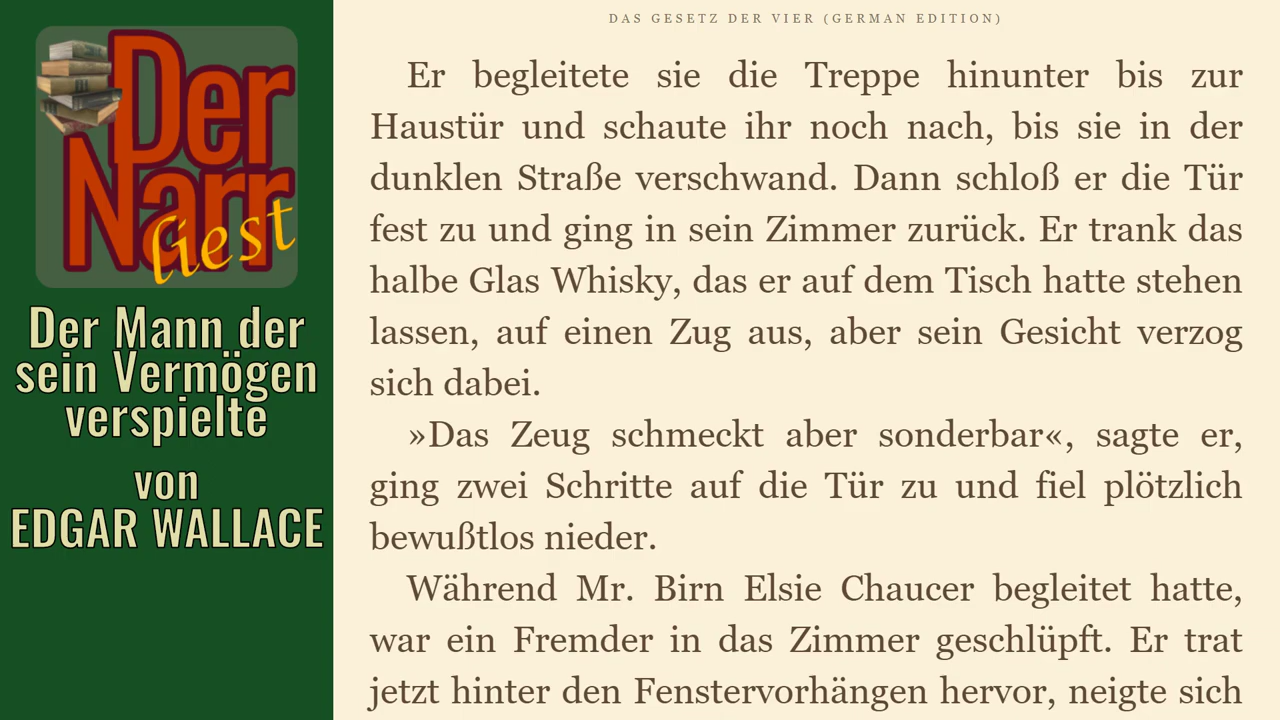 Der
Narr
liest
Der Mann der
sein Vermögen
verspielte
von
EDGAR WALLACE
DAS GESETZ DER VIER (GERMAN EDITION)
Er begleitete sie die Treppe hinunter bis zur
Haustür und schaute ihr noch nach, bis sie in der
dunklen Straße verschwand. Dann schloß er die Tür
fest zu und ging in sein Zimmer zurück. Er trank das
halbe Glas Whisky, das er auf dem Tisch hatte stehen
lassen, auf einen Zug aus, aber sein Gesicht verzog
sich dabei.
»Das Zeug schmeckt aber sonderbar«, sagte er,
ging zwei Schritte auf die Tür zu und fiel plötzlich
bewußtlos nieder.
Während Mr. Birn Elsie Chaucer begleitet hatte,
war ein Fremder in das Zimmer geschlüpft. Er trat
jetzt hinter den Fenstervorhängen hervor, neigte sich